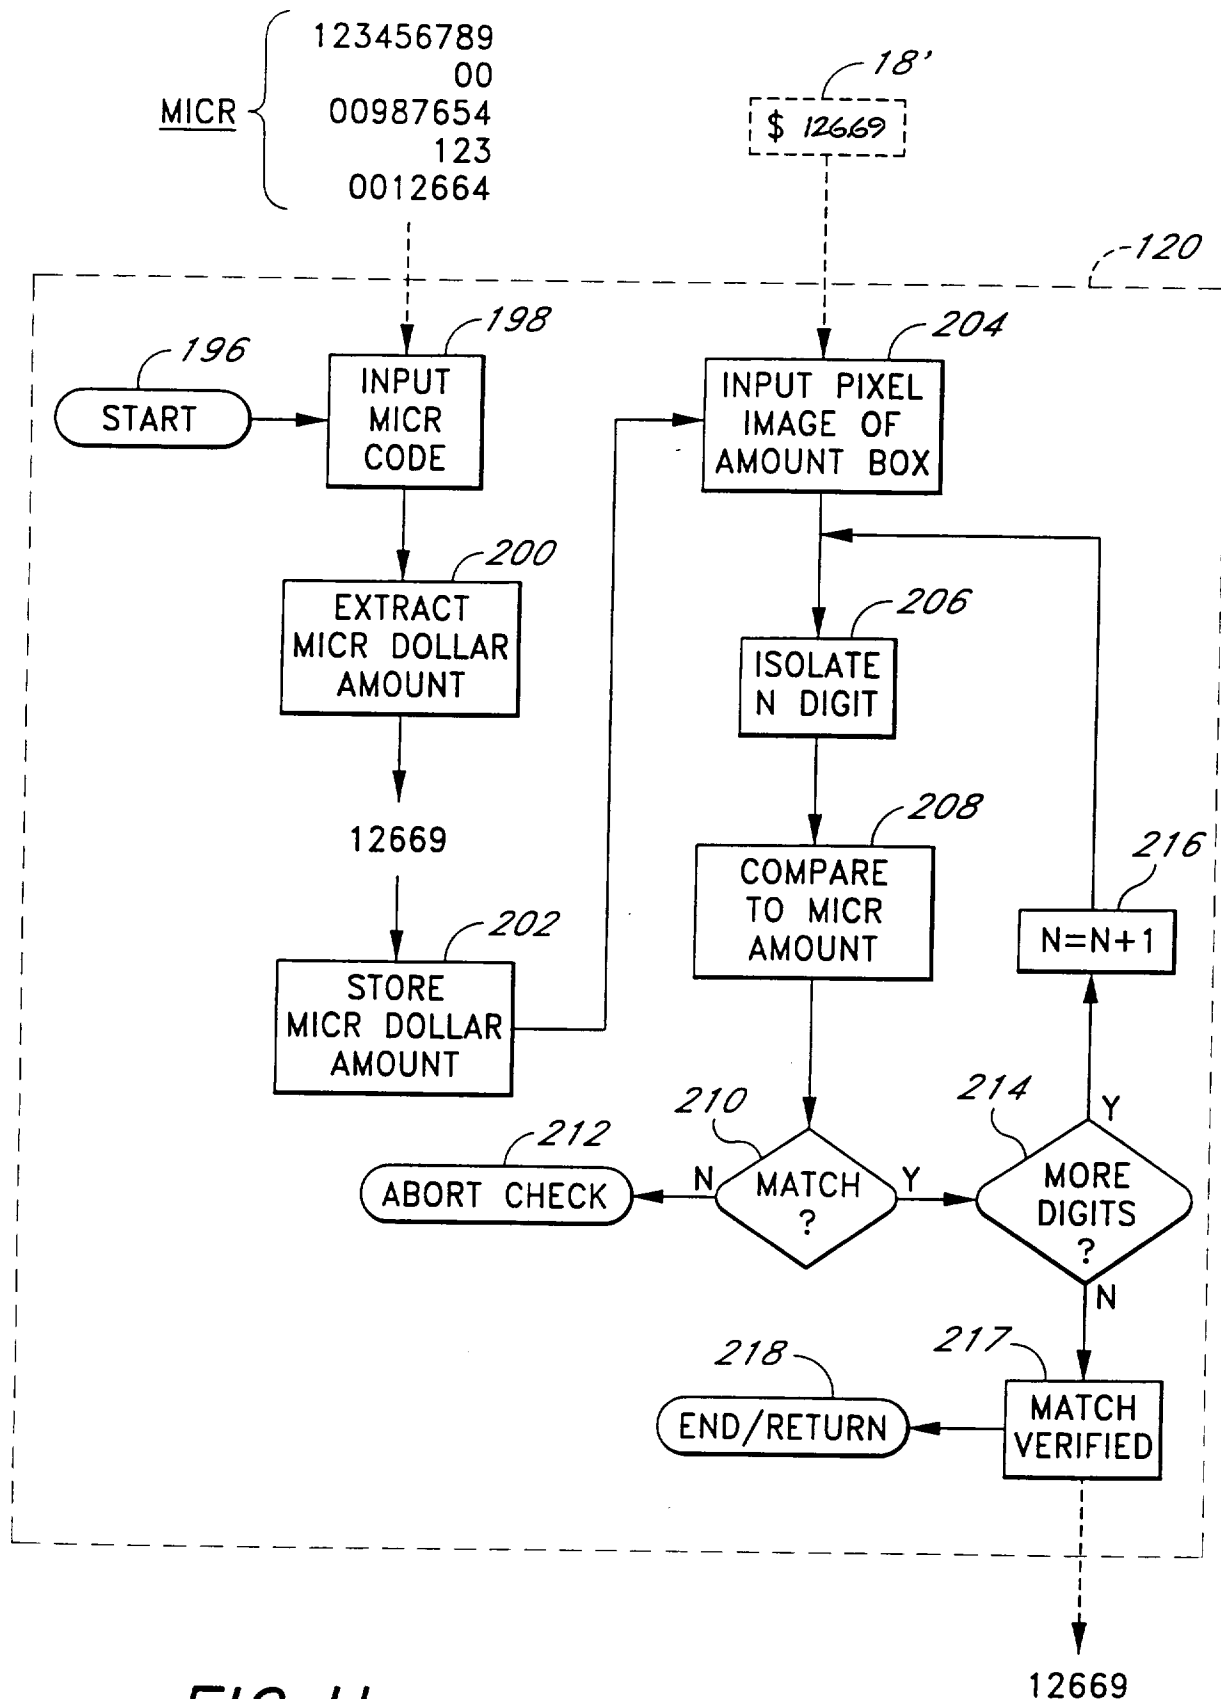 123456789
00
MICR
00987654
123
0012664
18'
$ 126.69
120
196
START
198
INPUT
MICR
CODE
204
INPUT PIXEL
IMAGE OF
AMOUNT BOX
200
EXTRACT
MICR DOLLAR
AMOUNT
206
ISOLATE
N DIGIT
12669
208
COMPARE
TO MICR
AMOUNT
216
N=N+1
202
STORE
MICR DOLLAR
AMOUNT
210
MATCH
?
N
Y
212
ABORT CHECK
214
Y
MORE
DIGITS
?
N
217
MATCH
VERIFIED
218
END/RETURN
12669